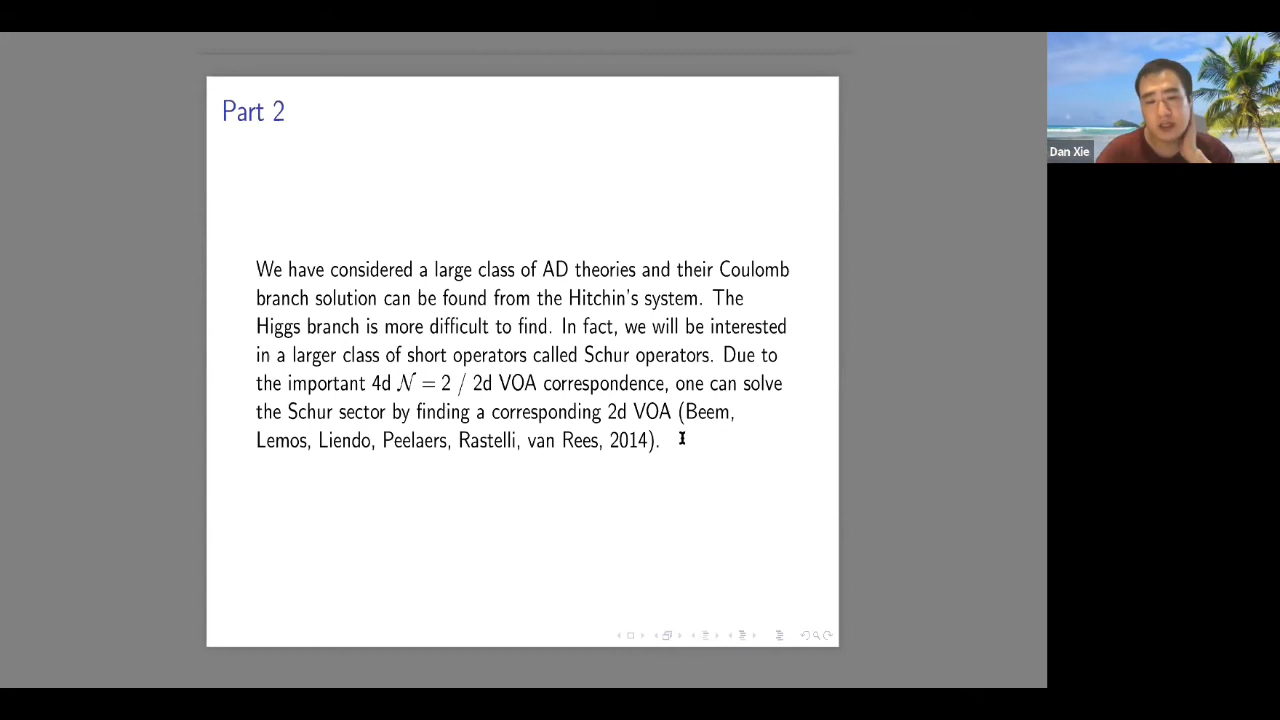 Part 2
We have considered a large class of AD theories and their Coulomb
branch solution can be found from the Hitchin's system. The
Higgs branch is more difficult to find. In fact, we will be interested
in a larger class of short operators called Schur operators. Due to
the important 4d 𝒩 = 2 / 2d VOA correspondence, one can solve
the Schur sector by finding a corresponding 2d VOA (Beem,
Lemos, Liendo, Peelaers, Rastelli, van Rees, 2014).
Dan Xie